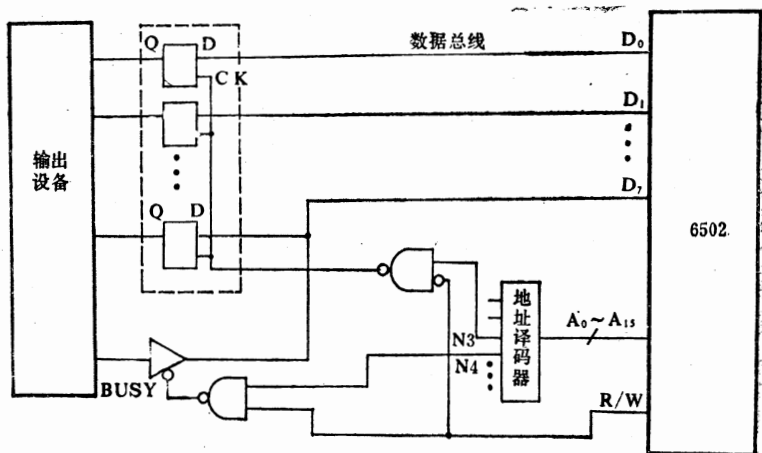 Q
D
数据总线
D₀
CK
D₁
输出
设备
Q
D
D₇
6502
地址译码器
A₀~A₁₅
N3
N4
BUSY
R/W